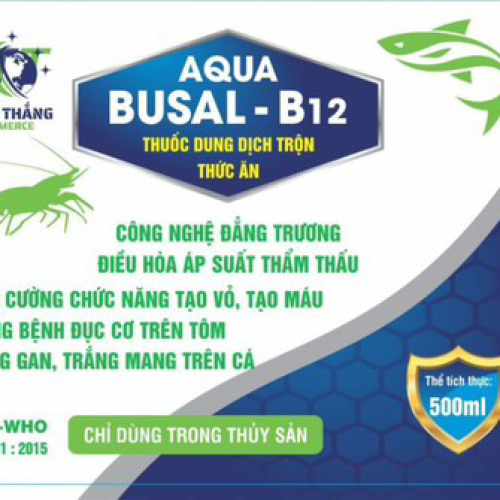 THẮNG
MERCE
AQUA
BUSAL - B12
THUỐC DUNG DỊCH TRỘN
THỨC ĂN
CÔNG NGHỆ ĐẲNG TRƯƠNG
ĐIỀU HÒA ÁP SUẤT THẨM THẤU
CƯỜNG CHỨC NĂNG TẠO VỎ, TẠO MÁU
NG BỆNH ĐỤC CƠ TRÊN TÔM
NG GAN, TRẮNG MANG TRÊN CÁ
Thể tích thực:
500ml
-WHO
1 : 2015
CHỈ DÙNG TRONG THỦY SẢN